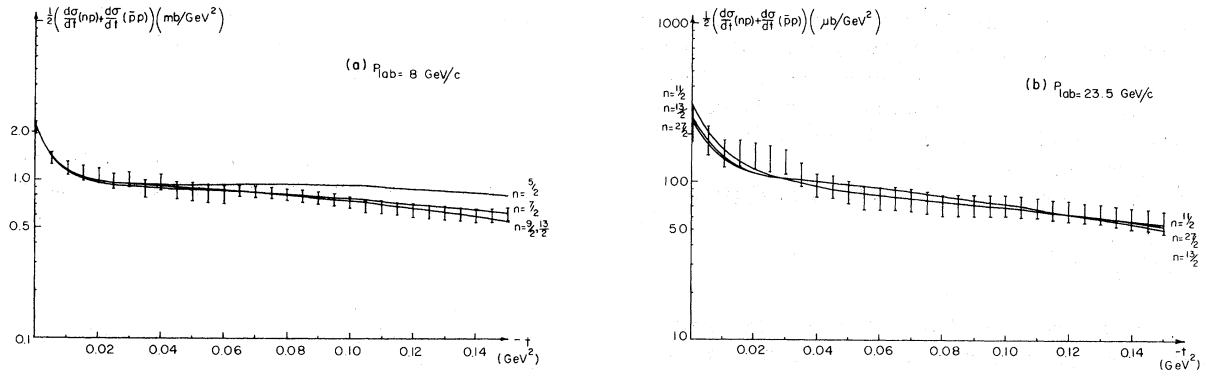 ½(dσ/dt(np)+dσ/dt(p̄p))(mb/GeV²)
(a) Plab= 8 GeV/c
2.0
1.0
0.5
0.1
5/2
n=7/2
n=9/2,13/2
0.02 0.04 0.06 0.08 0.10 0.12 0.14
-t
(GeV²)
½(dσ/dt(np)+dσ/dt(p̄p))(μb/GeV²)
(b) Plab=23.5 GeV/c
1000
n=11/2
n=13/2
n=27/2
100
50
10
n=11/2
n=27/2
n=13/2
0.02 0.04 0.06 0.08 0.10 0.12 0.14
-t
(GeV²)